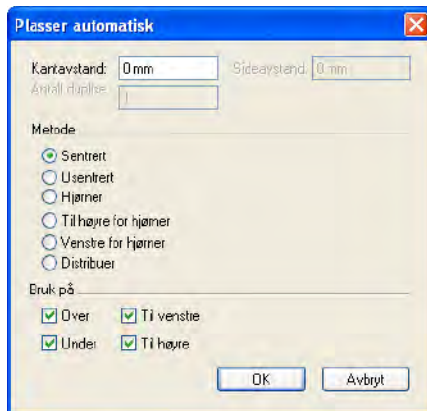 Plasser automatisk
Kantavstand: 0 mm Sideavstand: 0 mm
Antall duplise 1
Metode
Sentrert
Usentrert
Hjørner
Til høyre for hjørner
Venstre for hjørner
Distribuer
Bruk på
Over Til venstre
Under Til høyre
OK Avbryt